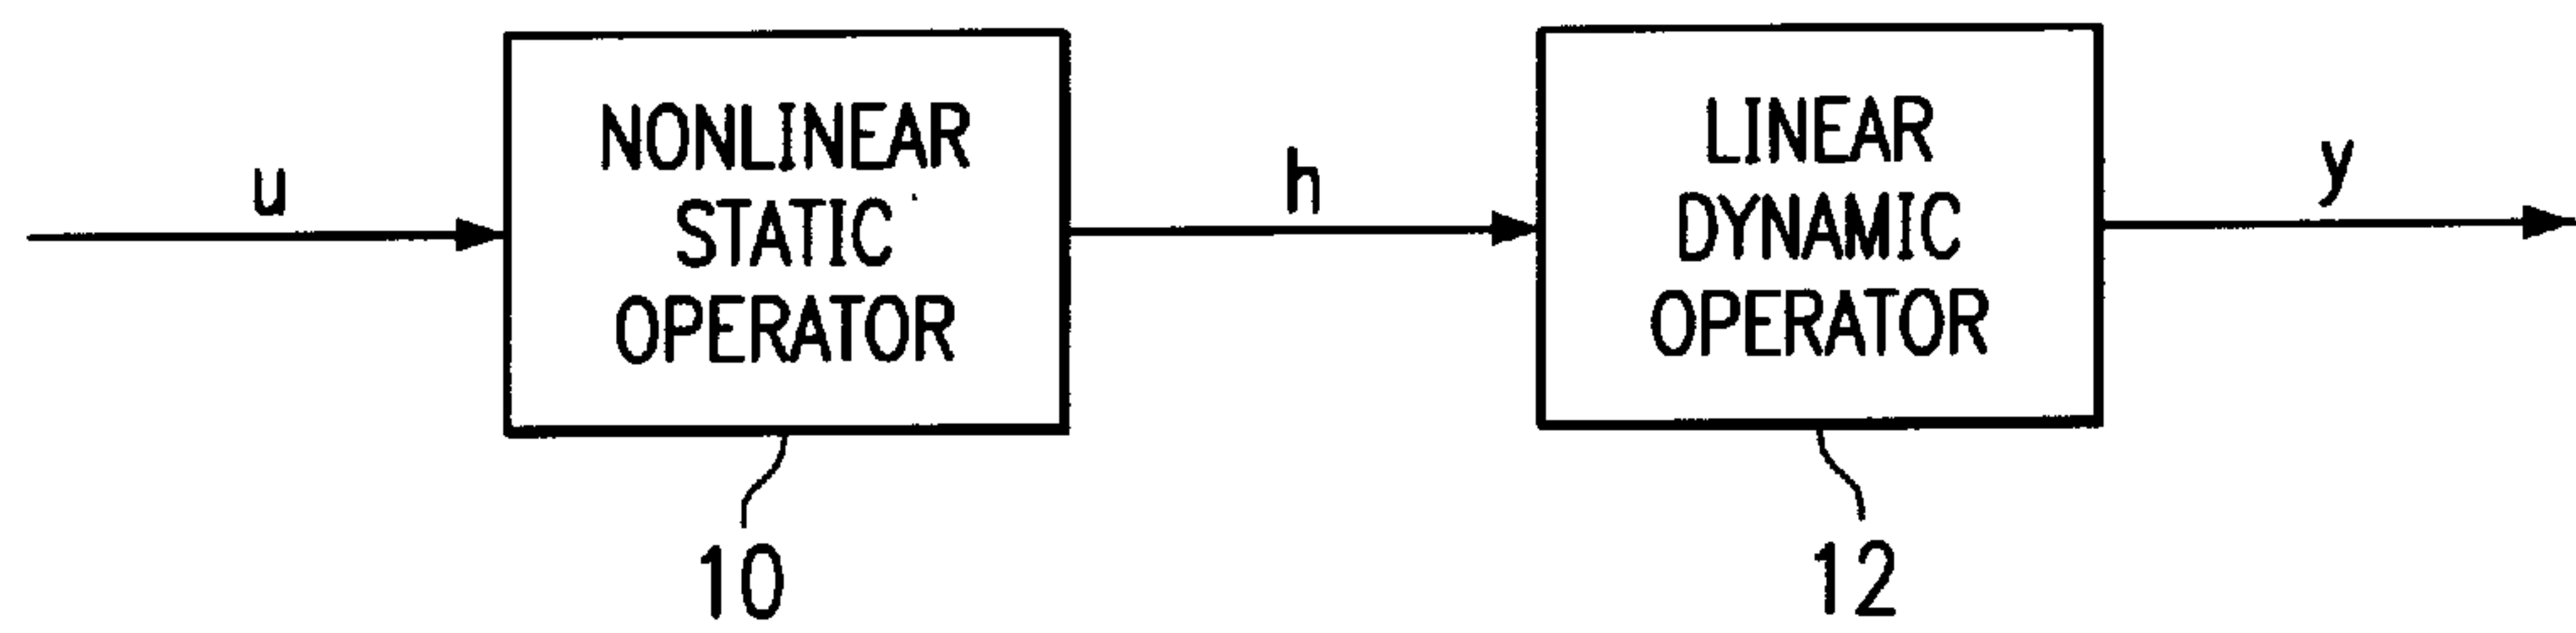 u
NONLINEAR
STATIC
OPERATOR
h
LINEAR
DYNAMIC
OPERATOR
y
10
12